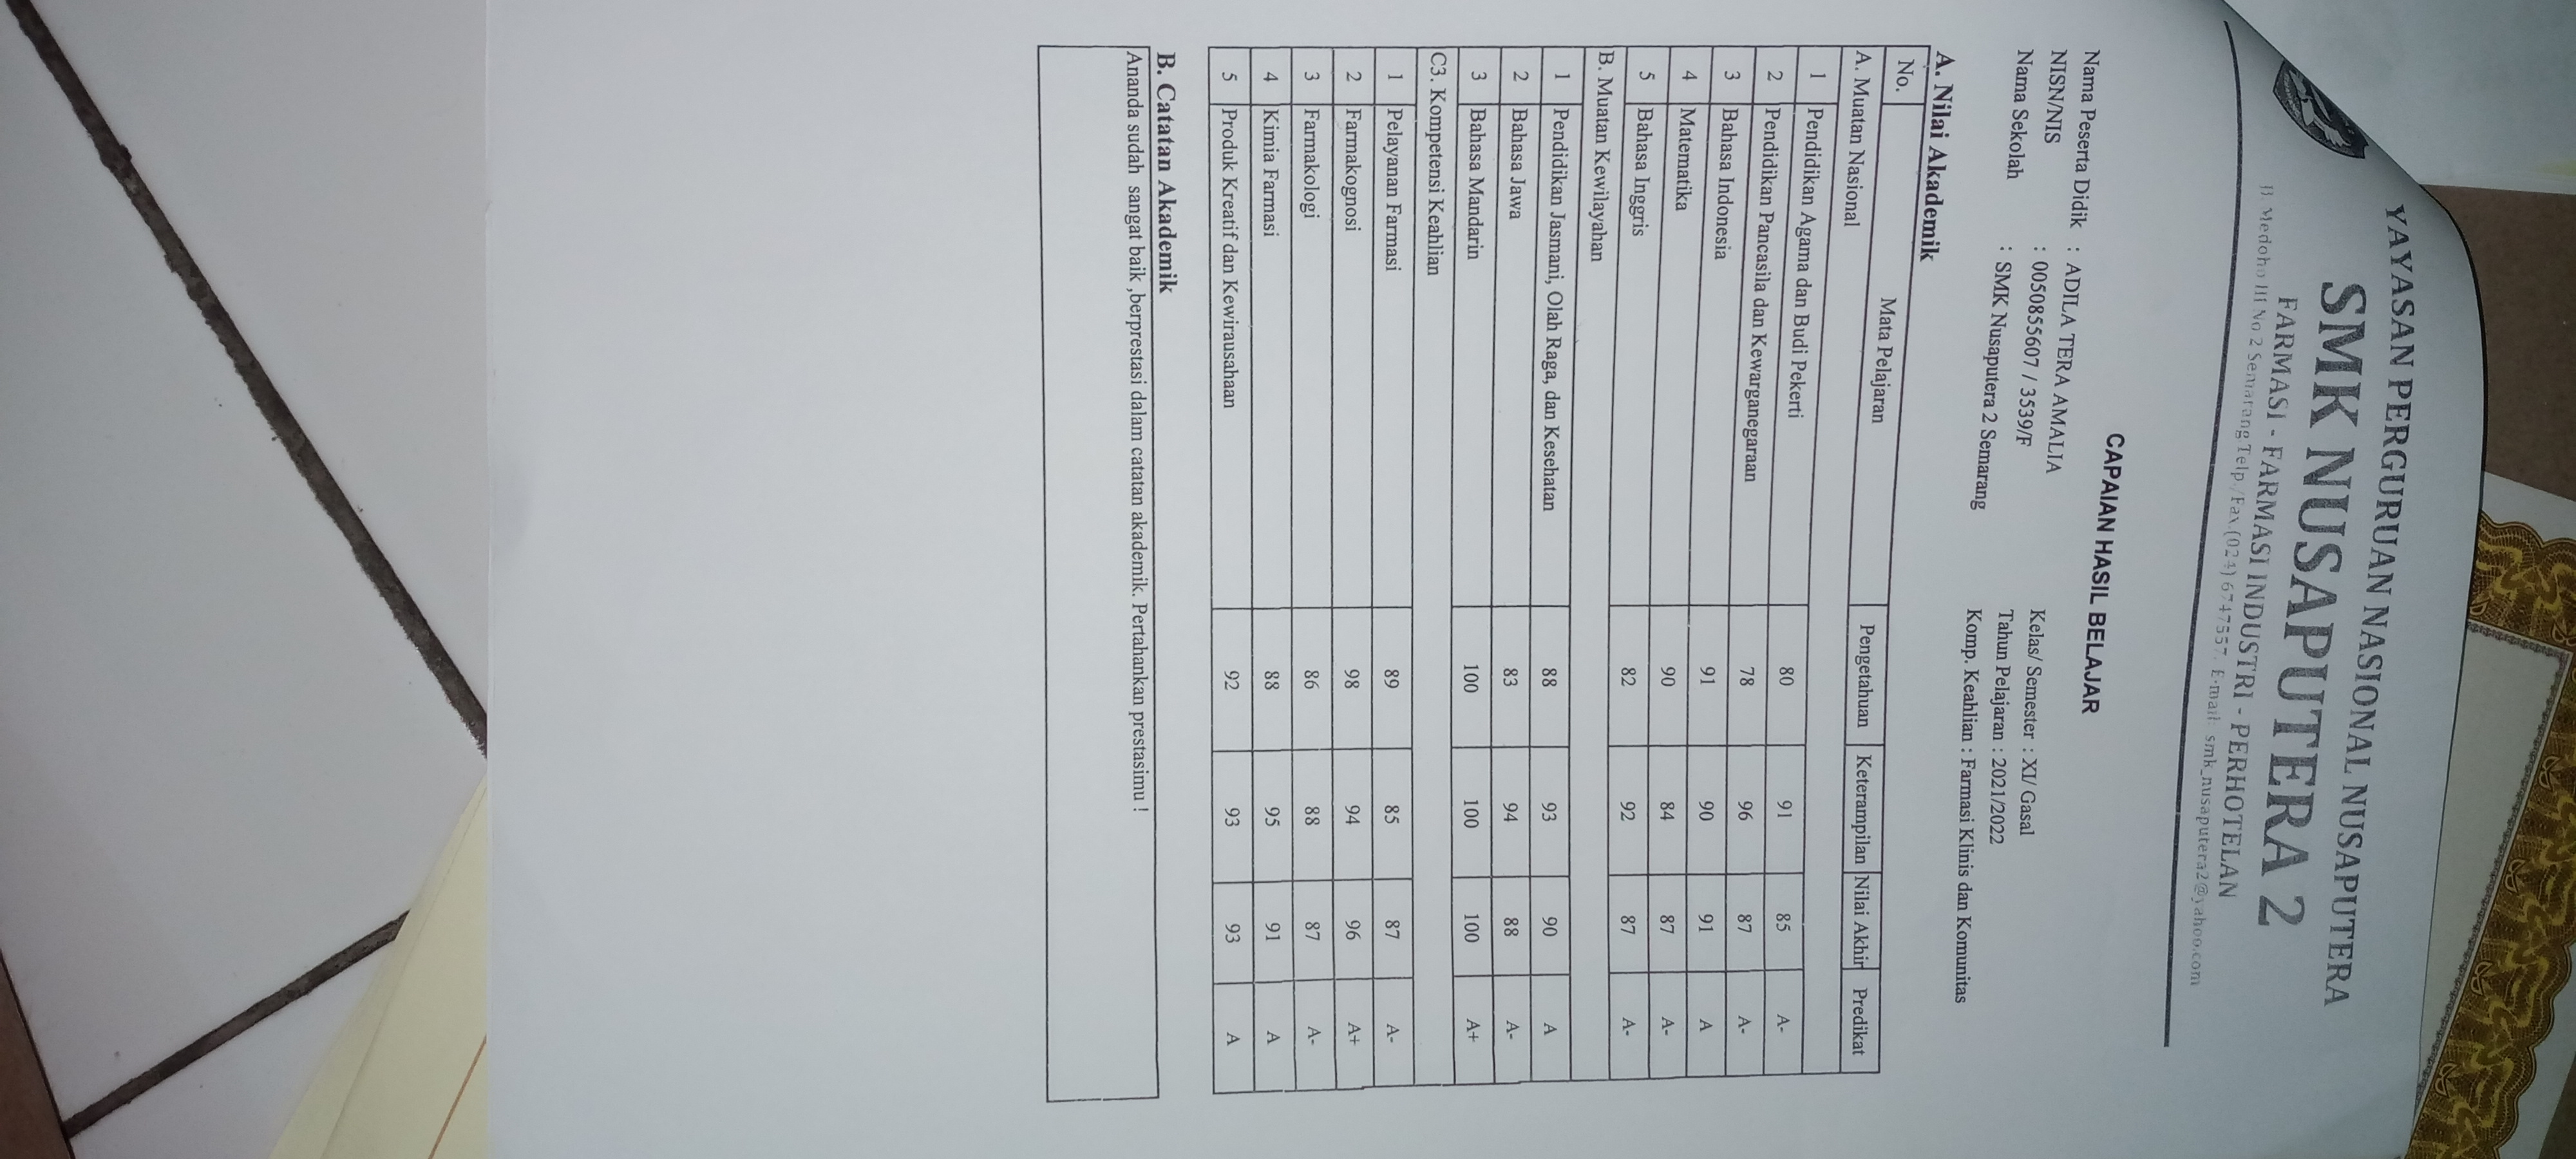 YAYASAN PERGURUAN NASIONAL NUSAPUTERA
SMK NUSAPUTERA 2
FARMASI - FARMASI INDUSTRI - PERHOTELAN
Jl. Medoho III No 2 Semarang Telp./Fax.(024) 6747557. E-mail: smk_nusaputera2@yahoo.com
CAPAIAN HASIL BELAJAR
Nama Peserta Didik : ADILA TERA AMALIA Kelas/ Semester : XI/ Gasal
NISN/NIS : 0050855607 / 3539/F Tahun Pelajaran : 2021/2022
Nama Sekolah : SMK Nusaputera 2 Semarang Komp. Keahlian : Farmasi Klinis dan Komunitas
A. Nilai Akademik
No. Mata Pelajaran Pengetahuan Keterampilan Nilai Akhir Predikat
A. Muatan Nasional
1 Pendidikan Agama dan Budi Pekerti 80 91 85 A-
2 Pendidikan Pancasila dan Kewarganegaraan 78 96 87 A-
3 Bahasa Indonesia 91 90 91 A
4 Matematika 90 84 87 A-
5 Bahasa Inggris 82 92 87 A-
B. Muatan Kewilayahan
1 Pendidikan Jasmani, Olah Raga, dan Kesehatan 88 93 90 A
2 Bahasa Jawa 83 94 88 A-
3 Bahasa Mandarin 100 100 100 A+
C3. Kompetensi Keahlian
1 Pelayanan Farmasi 89 85 87 A-
2 Farmakognosi 98 94 96 A+
3 Farmakologi 86 88 87 A-
4 Kimia Farmasi 88 95 91 A
5 Produk Kreatif dan Kewirausahaan 92 93 93 A
B. Catatan Akademik
Ananda sudah sangat baik ,berprestasi dalam catatan akademik. Pertahankan prestasimu !